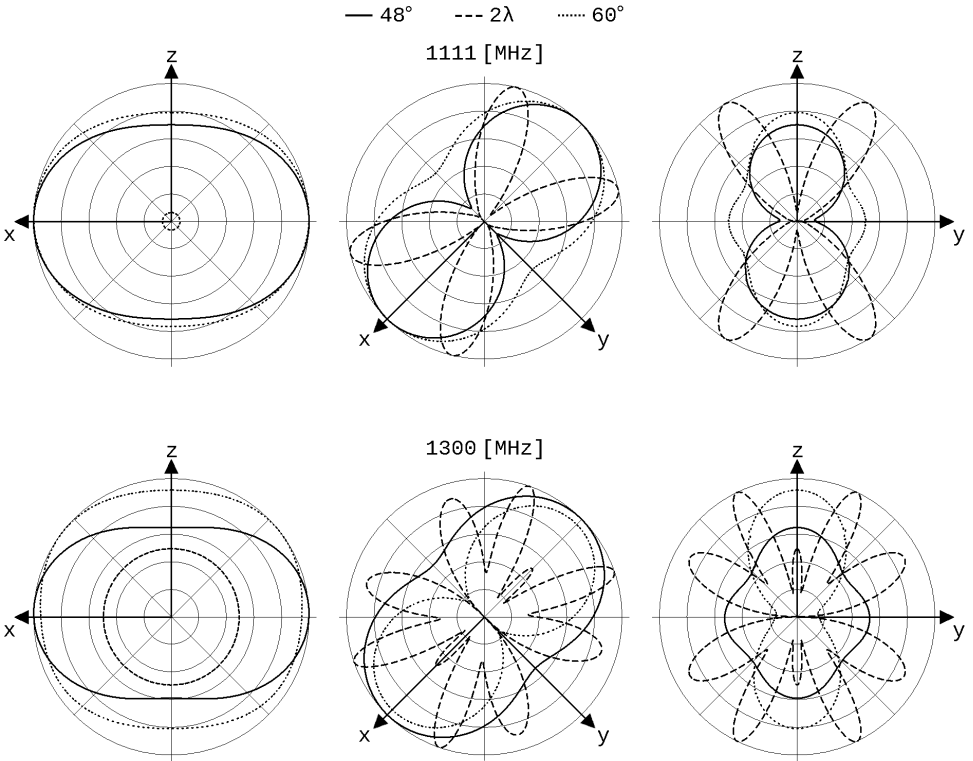 48° 2λ 60°
1111 [MHz]
z z
x x y y
1300 [MHz]
z z
x x y y